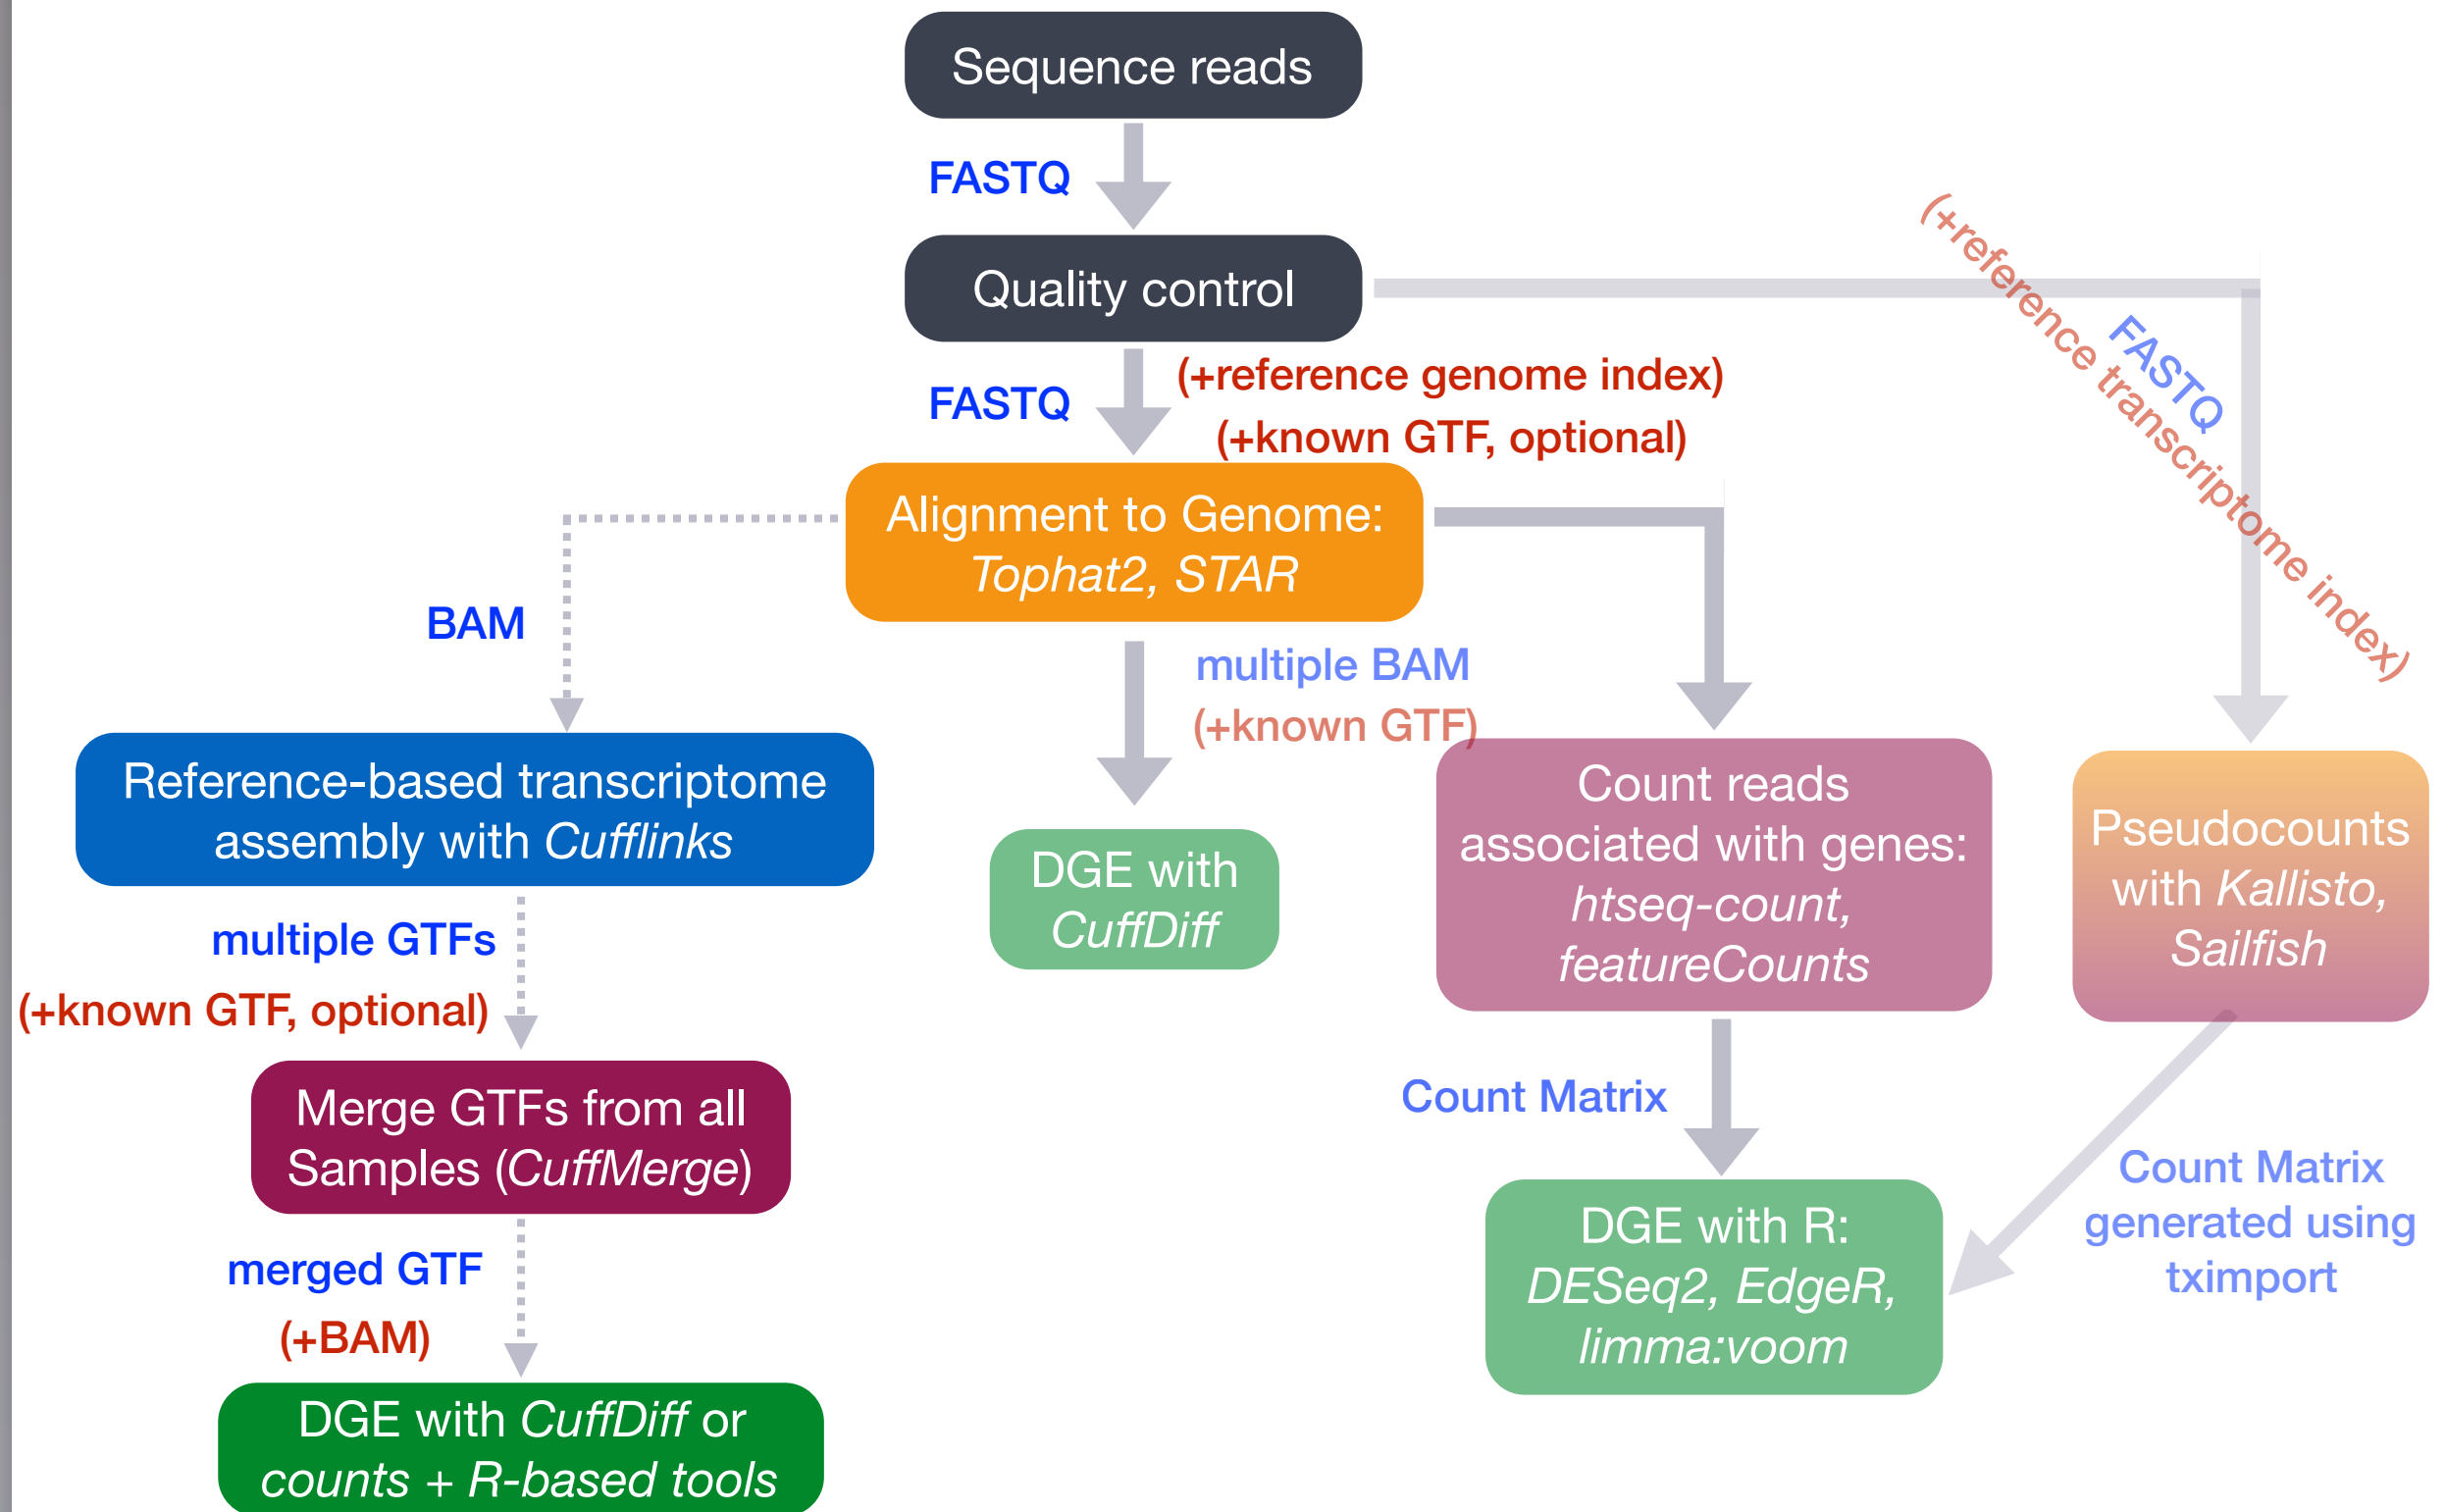 Sequence reads
FASTQ
Quality control
FASTQ
(+reference genome index)
(+known GTF, optional)
(+reference transcriptome index)
FASTQ
Alignment to Genome:
Tophat2, STAR
BAM
multiple BAM
(+known GTF)
Reference-based transcriptome
assembly with Cufflinks
DGE with
CuffDiff
Count reads
associated with genes:
htseq-count,
featureCounts
Pseudocounts
with Kallisto,
Sailfish
multiple GTFs
(+known GTF, optional)
Merge GTFs from all
Samples (CuffMerge)
Count Matrix
Count Matrix
generated using
tximport
merged GTF
(+BAM)
DGE with R:
DESeq2, EdgeR,
limma:voom
DGE with CuffDiff or
counts + R-based tools